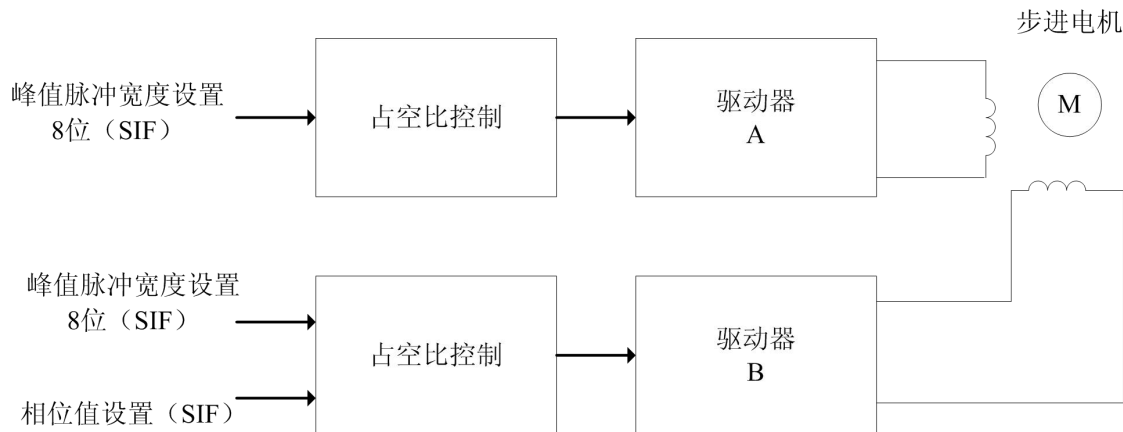 步进电机
峰值脉冲宽度设置
8位（SIF）
占空比控制
驱动器
A
M
峰值脉冲宽度设置
8位（SIF）
占空比控制
驱动器
B
相位值设置（SIF）